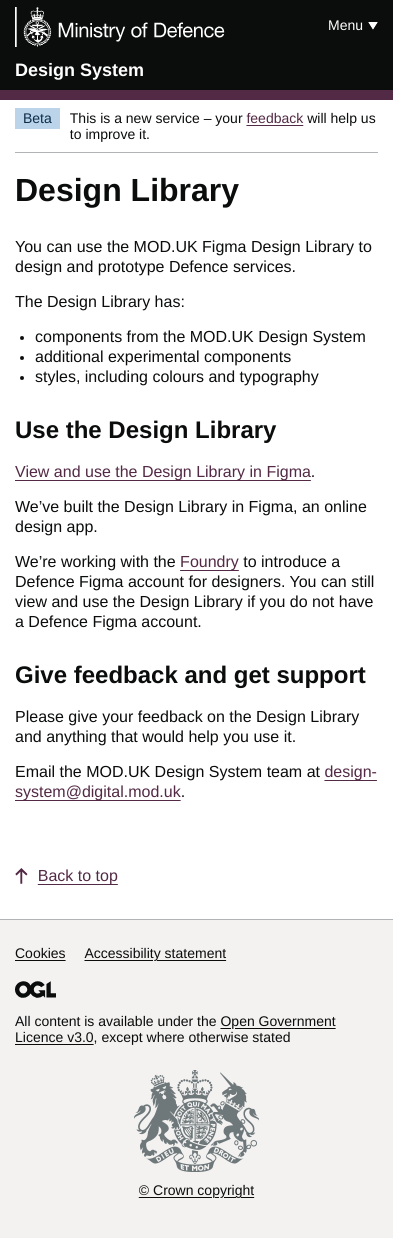 Ministry of Defence
Menu
Design System
Beta
This is a new service – your feedback will help us
to improve it.
Design Library
You can use the MOD.UK Figma Design Library to
design and prototype Defence services.
The Design Library has:
• components from the MOD.UK Design System
• additional experimental components
• styles, including colours and typography
Use the Design Library
View and use the Design Library in Figma.
We’ve built the Design Library in Figma, an online
design app.
We’re working with the Foundry to introduce a
Defence Figma account for designers. You can still
view and use the Design Library if you do not have
a Defence Figma account.
Give feedback and get support
Please give your feedback on the Design Library
and anything that would help you use it.
Email the MOD.UK Design System team at design-
system@digital.mod.uk.
Back to top
Cookies Accessibility statement
OGL
All content is available under the Open Government
Licence v3.0, except where otherwise stated
DIEU ET MON DROIT
© Crown copyright